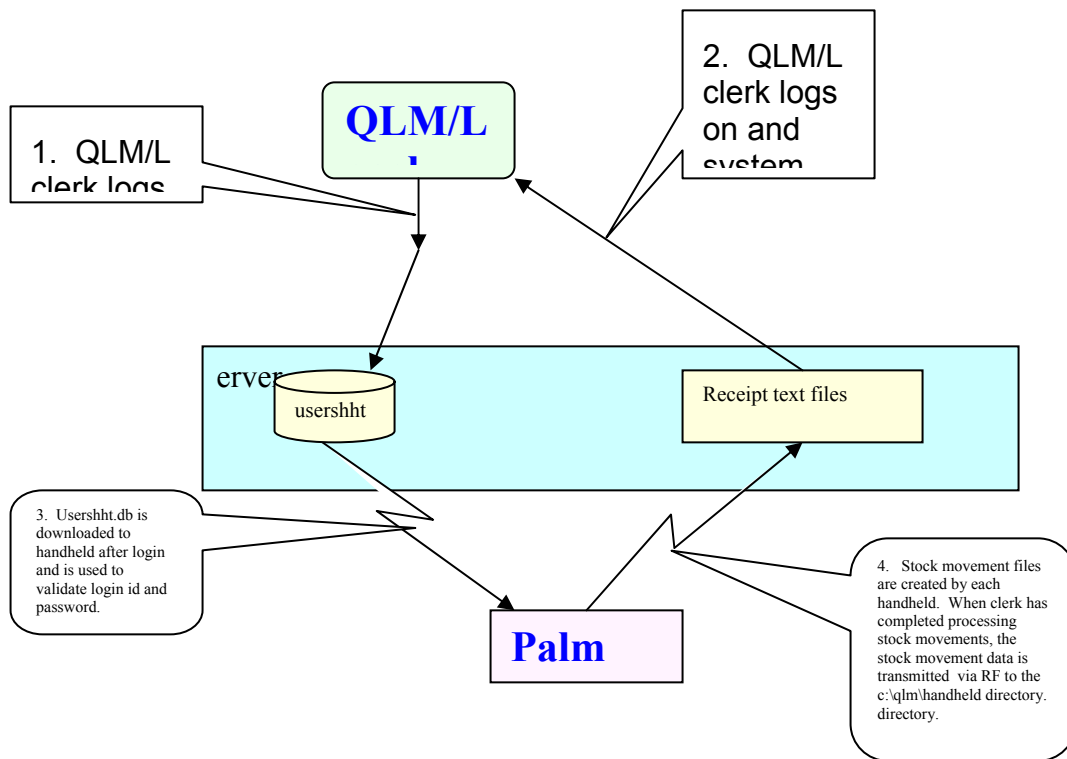 2. QLM/L
clerk logs
on and
system
QLM/L
1. QLM/L
clerk logs
erver
usershht
Receipt text files
3. Usershht.db is
downloaded to
handheld after login
and is used to
validate login id and
password.
4. Stock movement files
are created by each
handheld. When clerk has
completed processing
stock movements, the
stock movement data is
transmitted via RF to the
c:\qlm\handheld directory.
directory.
Palm